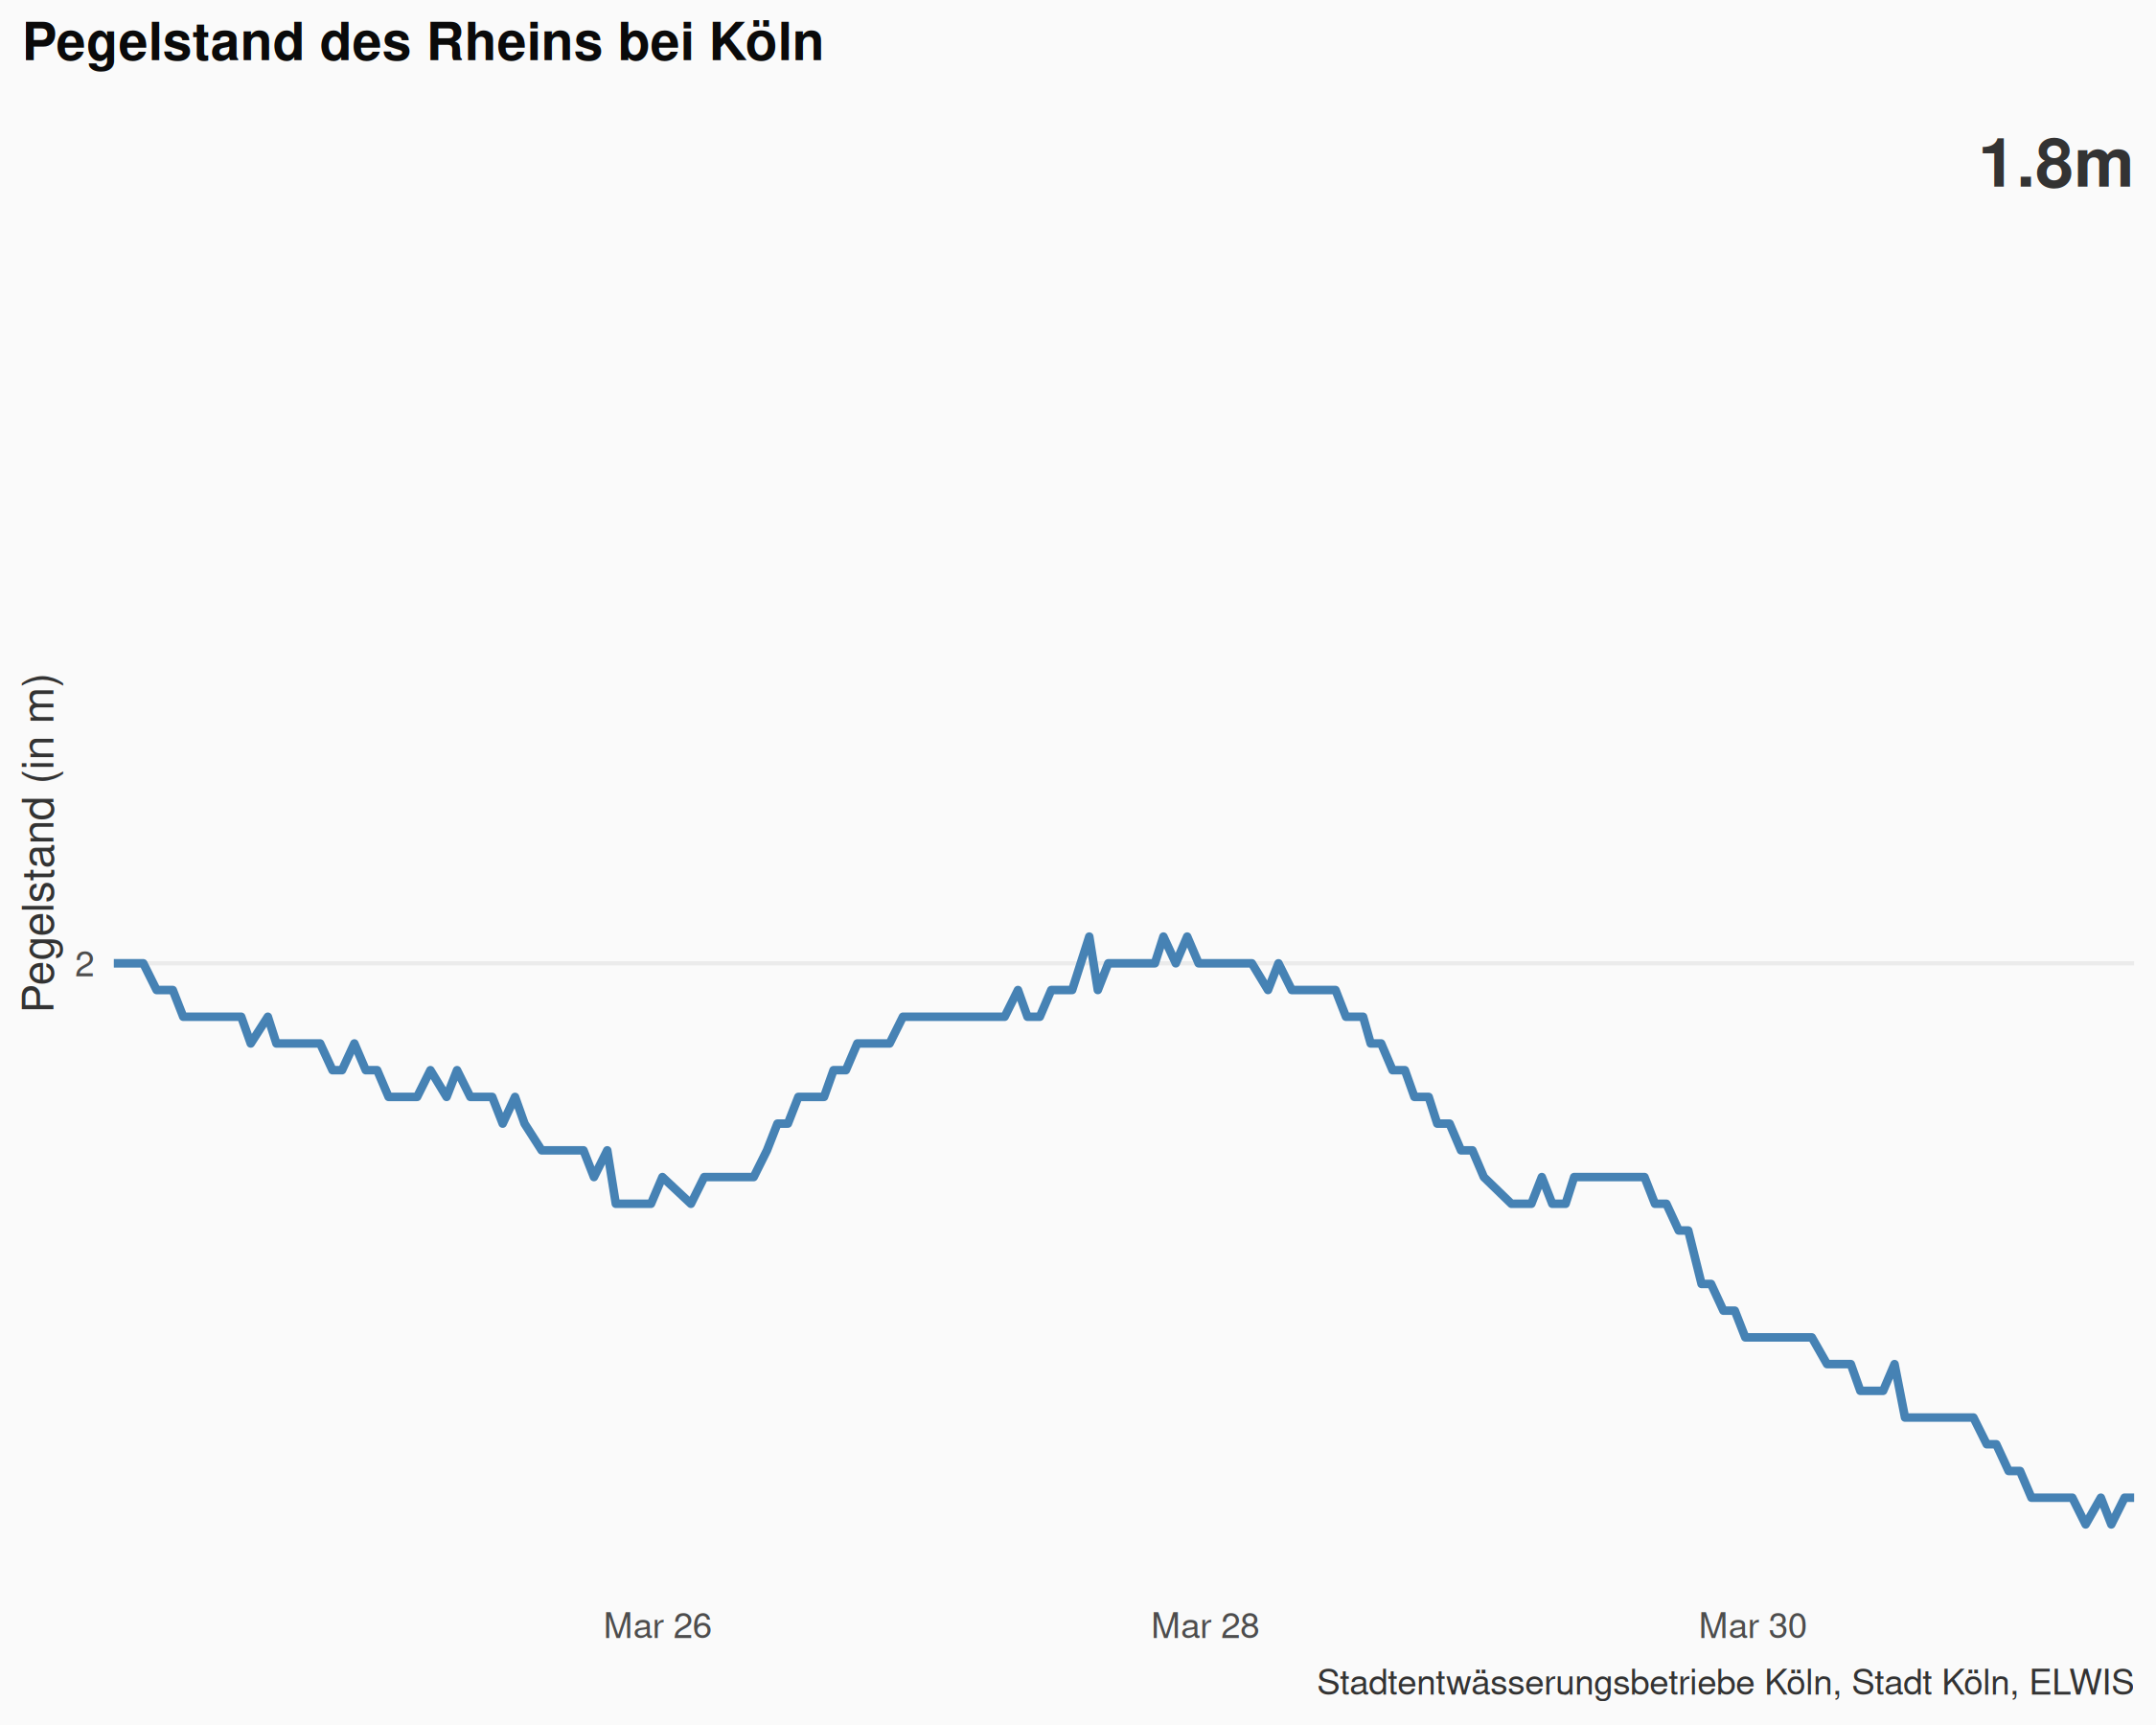 Pegelstand des Rheins bei Köln
1.8m
Pegelstand (in m)
2
Mar 26
Mar 28
Mar 30
Stadtentwässerungsbetriebe Köln, Stadt Köln, ELWIS